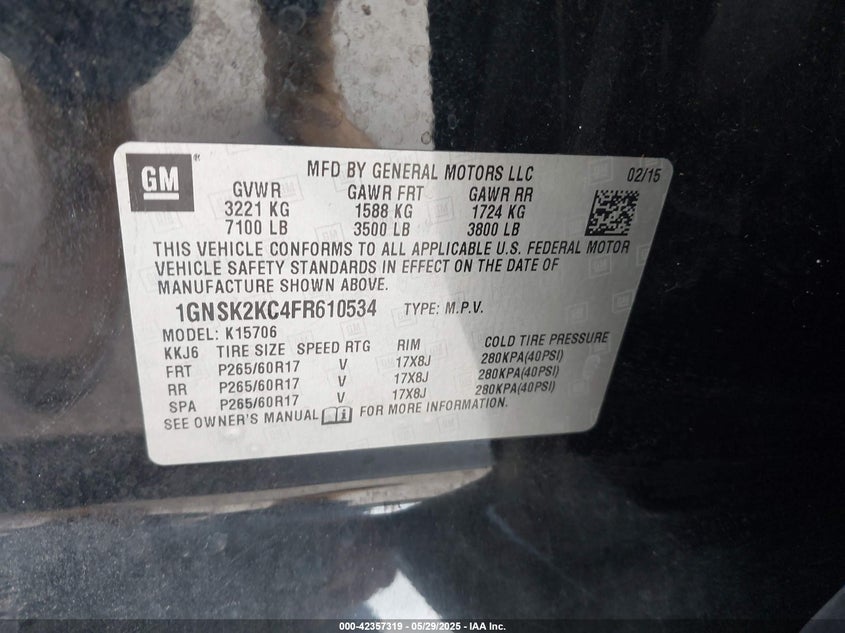 GM ®
MFD BY GENERAL MOTORS LLC 02/15
GVWR GAWR FRT GAWR RR
3221 KG 1588 KG 1724 KG
7100 LB 3500 LB 3800 LB
THIS VEHICLE CONFORMS TO ALL APPLICABLE U.S. FEDERAL MOTOR
VEHICLE SAFETY STANDARDS IN EFFECT ON THE DATE OF
MANUFACTURE SHOWN ABOVE.
1GNSK2KC4FR610534 TYPE: M.P.V.
MODEL: K15706
KKJ6 TIRE SIZE SPEED RTG RIM COLD TIRE PRESSURE
FRT P265/60R17 V 17X8J 280KPA(40PSI)
RR P265/60R17 V 17X8J 280KPA(40PSI)
SPA P265/60R17 V 17X8J 280KPA(40PSI)
SEE OWNER'S MANUAL i FOR MORE INFORMATION.
000-42357319 - 05/29/2025 - IAA Inc.